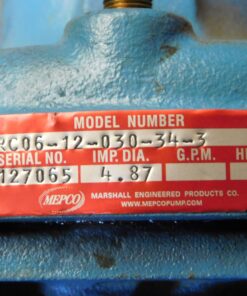 MODEL NUMBER
RC06-12-030-34-3
SERIAL NO. IMP. DIA. G.P.M.
127065 4.87
MEPCO MARSHALL ENGINEERED PRODUCTS CO.
WWW.MEPCOPUMP.COM